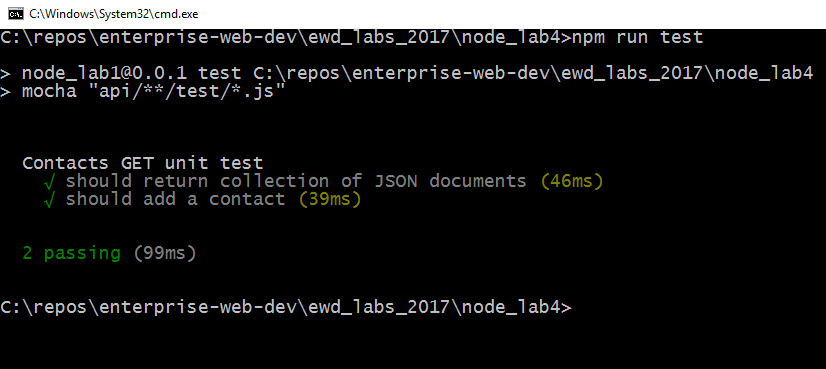 C:\Windows\System32\cmd.exe
C:\repos\enterprise-web-dev\ewd_labs_2017\node_lab4>npm run test
> node_lab1@0.0.1 test C:\repos\enterprise-web-dev\ewd_labs_2017\node_lab4
> mocha "api/**/test/*.js"
Contacts GET unit test
√ should return collection of JSON documents (46ms)
√ should add a contact (39ms)
2 passing (99ms)
C:\repos\enterprise-web-dev\ewd_labs_2017\node_lab4>